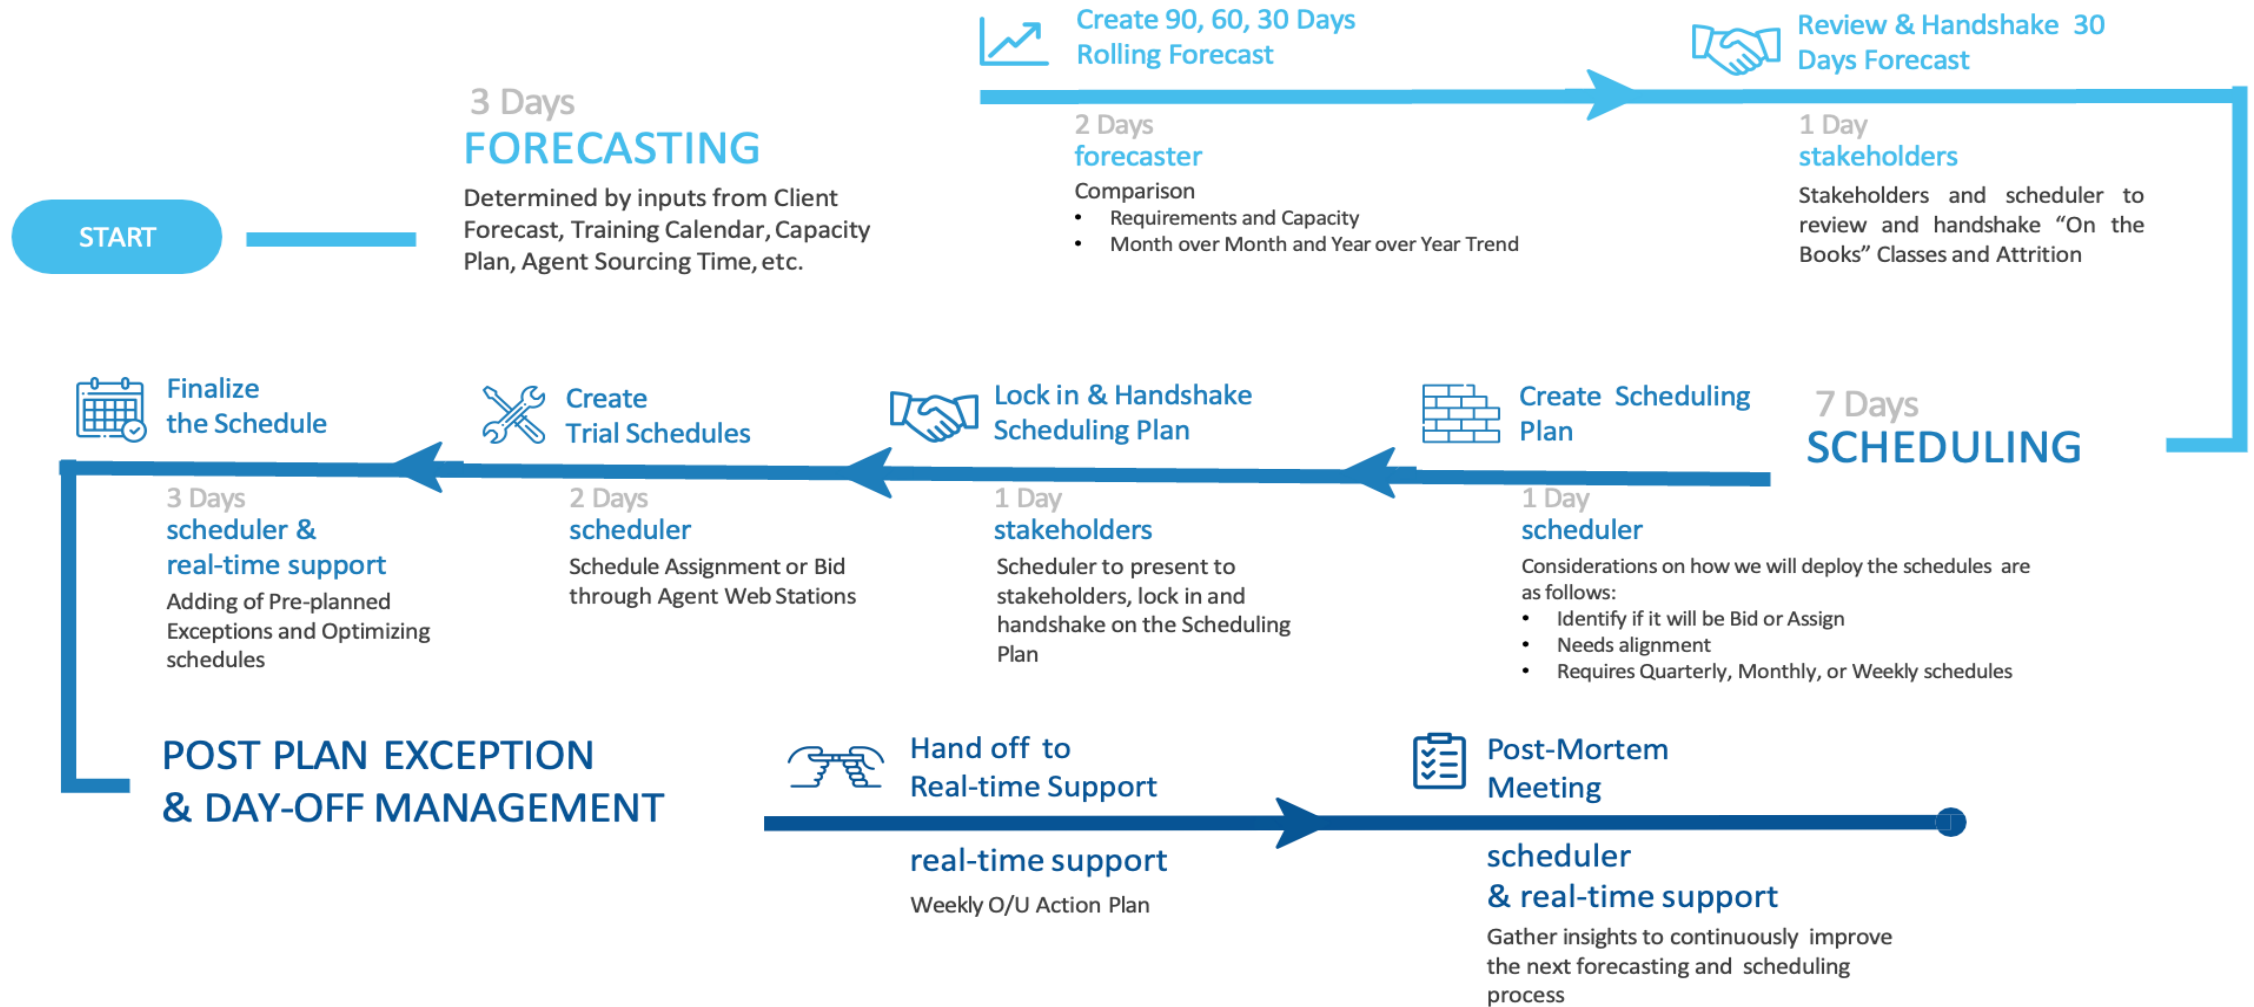 START
3 Days
FORECASTING
Determined by inputs from Client
Forecast, Training Calendar, Capacity
Plan, Agent Sourcing Time, etc.
Create 90, 60, 30 Days
Rolling Forecast
2 Days
forecaster
Comparison
• Requirements and Capacity
• Month over Month and Year over Year Trend
Review & Handshake 30
Days Forecast
1 Day
stakeholders
Stakeholders and scheduler to
review and handshake “On the
Books” Classes and Attrition
7 Days
SCHEDULING
Create Scheduling
Plan
1 Day
scheduler
Considerations on how we will deploy the schedules are
as follows:
• Identify if it will be Bid or Assign
• Needs alignment
• Requires Quarterly, Monthly, or Weekly schedules
Lock in & Handshake
Scheduling Plan
1 Day
stakeholders
Scheduler to present to
stakeholders, lock in and
handshake on the Scheduling
Plan
Create
Trial Schedules
2 Days
scheduler
Schedule Assignment or Bid
through Agent Web Stations
Finalize
the Schedule
3 Days
scheduler &
real-time support
Adding of Pre-planned
Exceptions and Optimizing
schedules
POST PLAN EXCEPTION
& DAY-OFF MANAGEMENT
Hand off to
Real-time Support
real-time support
Weekly O/U Action Plan
Post-Mortem
Meeting
scheduler
& real-time support
Gather insights to continuously improve
the next forecasting and scheduling
process